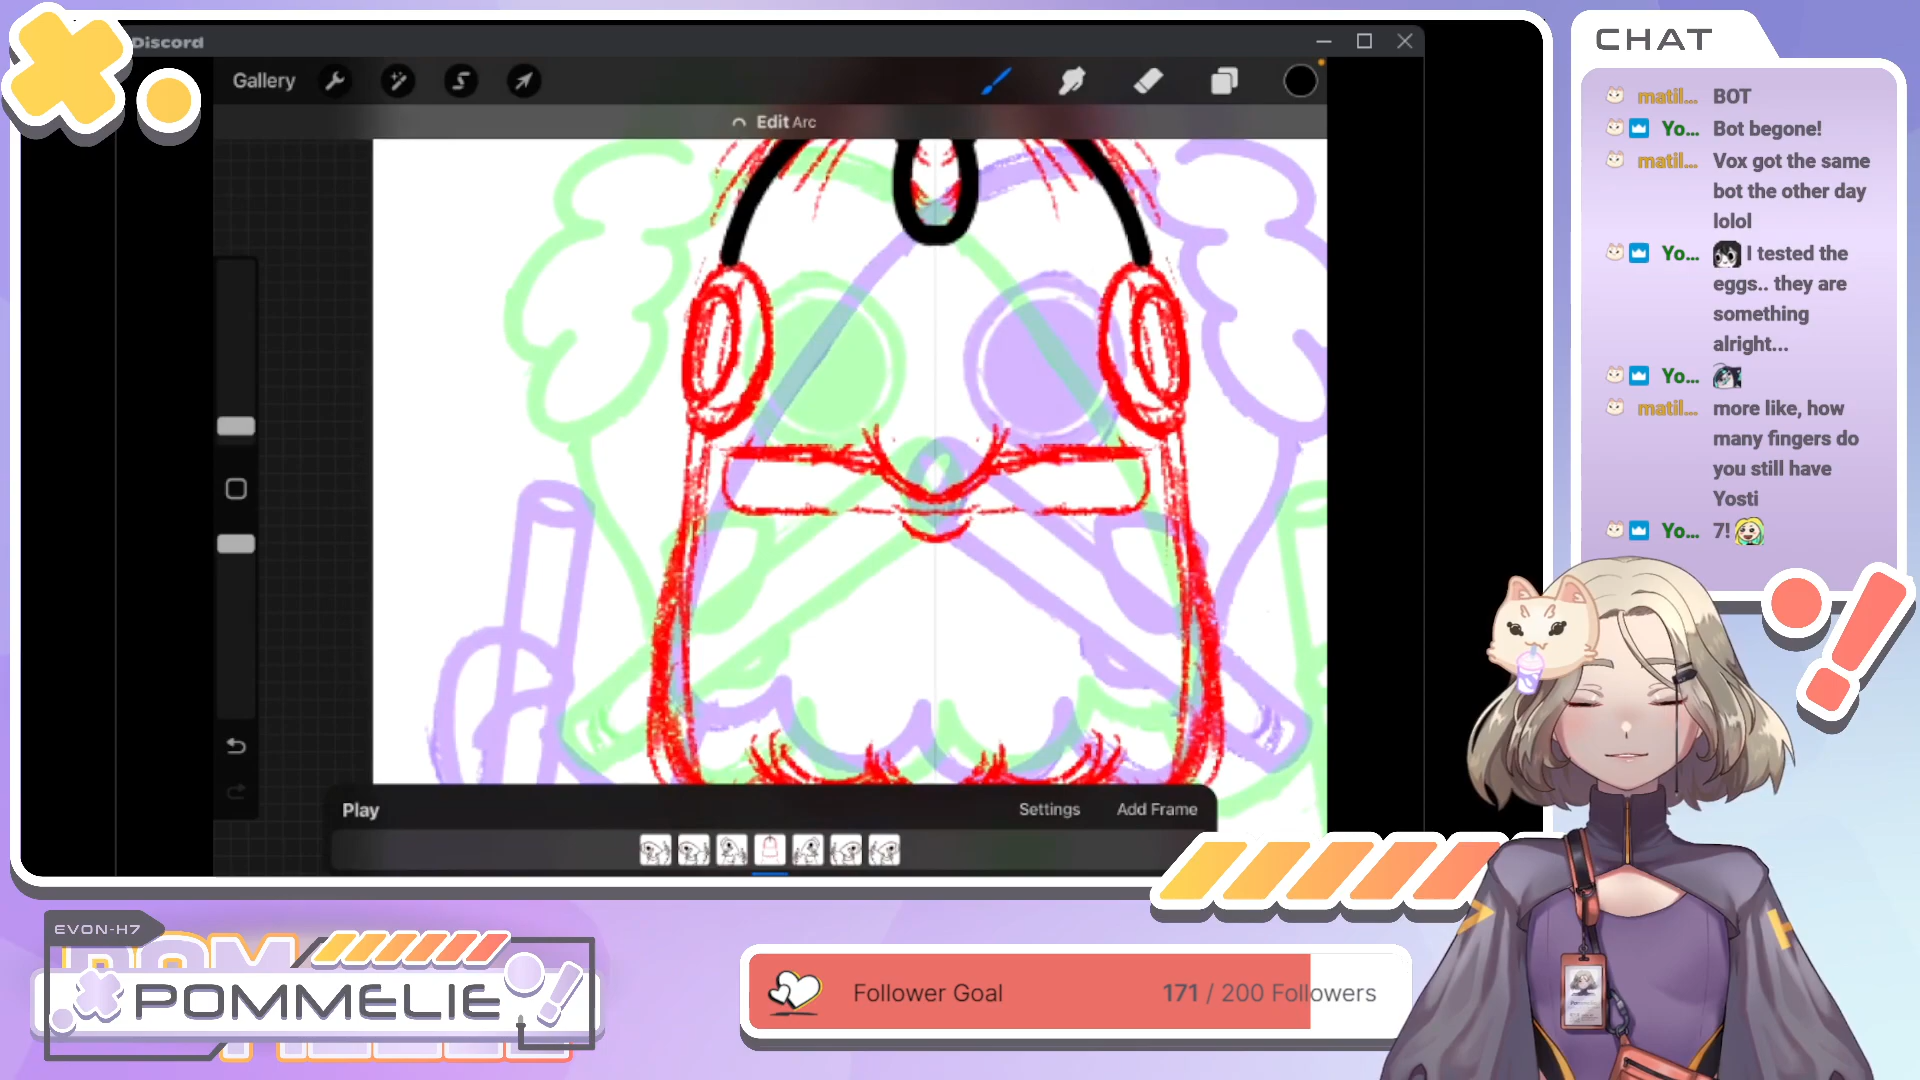 Discord
Gallery
Edit Arc
Play
Settings
Add Frame
CHAT
matil... BOT
Yo... Bot begone!
matil... Vox got the same
bot the other day
lolol
Yo... I tested the
eggs.. they are
something
alright...
Yo...
matil... more like, how
many fingers do
you still have
Yosti
Yo... 7!
EVON-H7
POMMELIE
Follower Goal
171 / 200 Followers